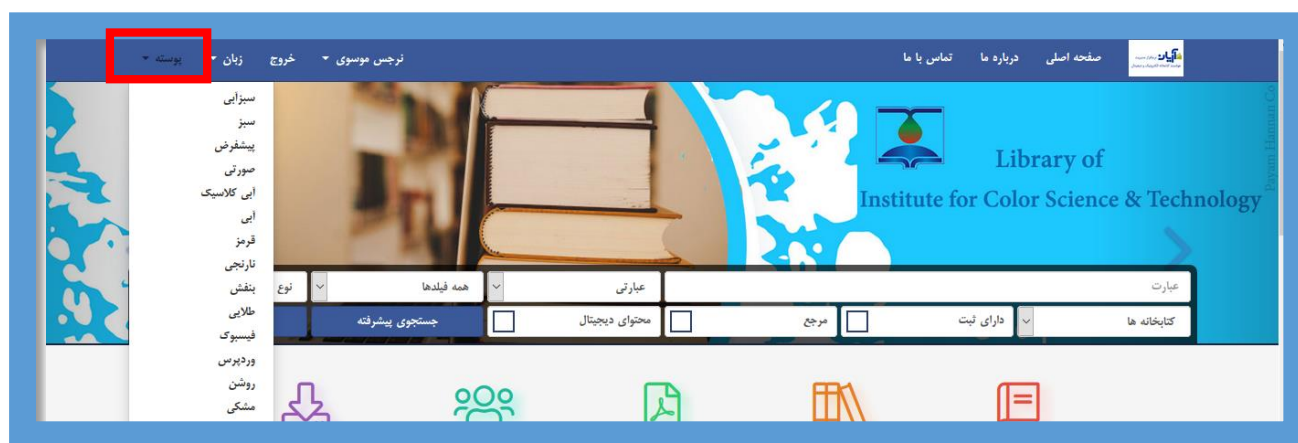 آپان
صفحه اصلی
درباره ما
تماس با ما
نرجس موسوی
خروج
زبان
پوسته
سبزآبی
سبز
پیشفرض
صورتی
آبی کلاسیک
آبی
قرمز
نارنجی
بنفش
طلایی
فیسبوک
وردپرس
روشن
مشکی
Library of
Institute for Color Science & Technology
Payam Hannan Co
عبارت
عبارتی
همه فیلدها
نوع
کتابخانه ها
دارای ثبت
مرجع
محتوای دیجیتال
جستجوی پیشرفته